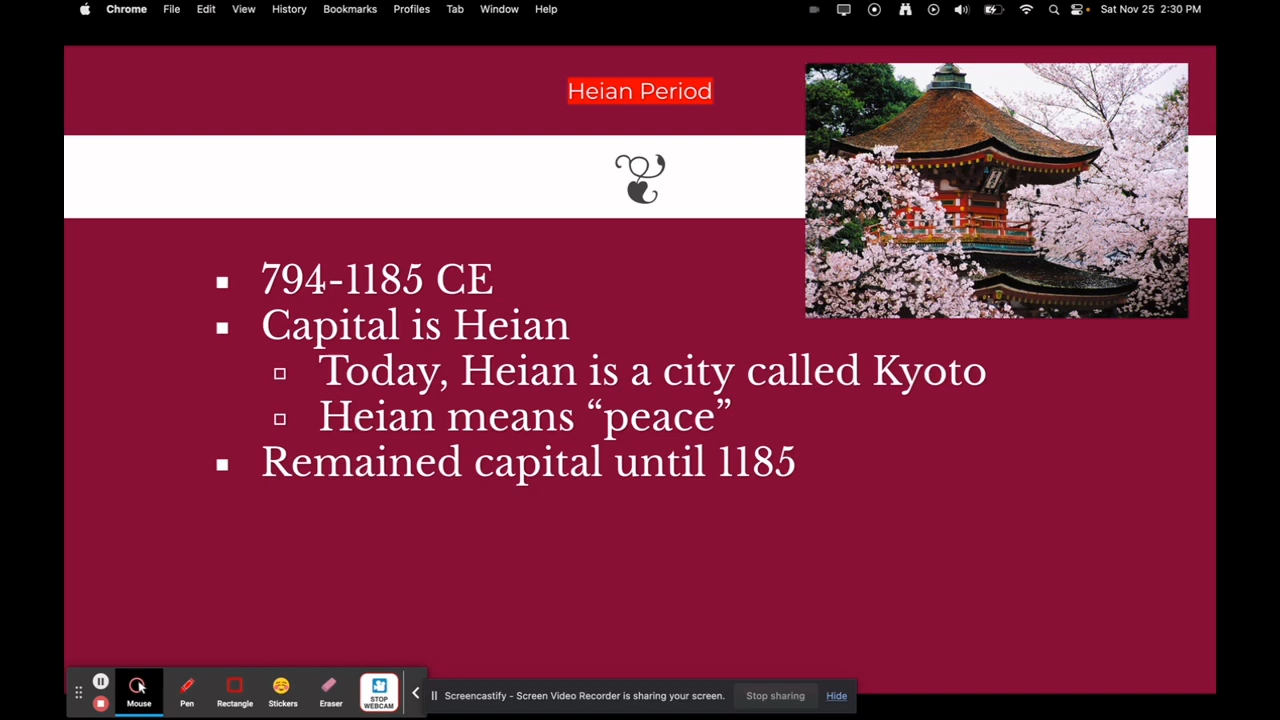 Chrome File Edit View History Bookmarks Profiles Tab Window Help Sat Nov 25 2:30 PM
Heian Period
794-1185 CE
Capital is Heian
Today, Heian is a city called Kyoto
Heian means “peace”
Remained capital until 1185
Mouse Pen Rectangle Stickers Eraser STOP WEBCAM
Screencastify - Screen Video Recorder is sharing your screen. Stop sharing Hide